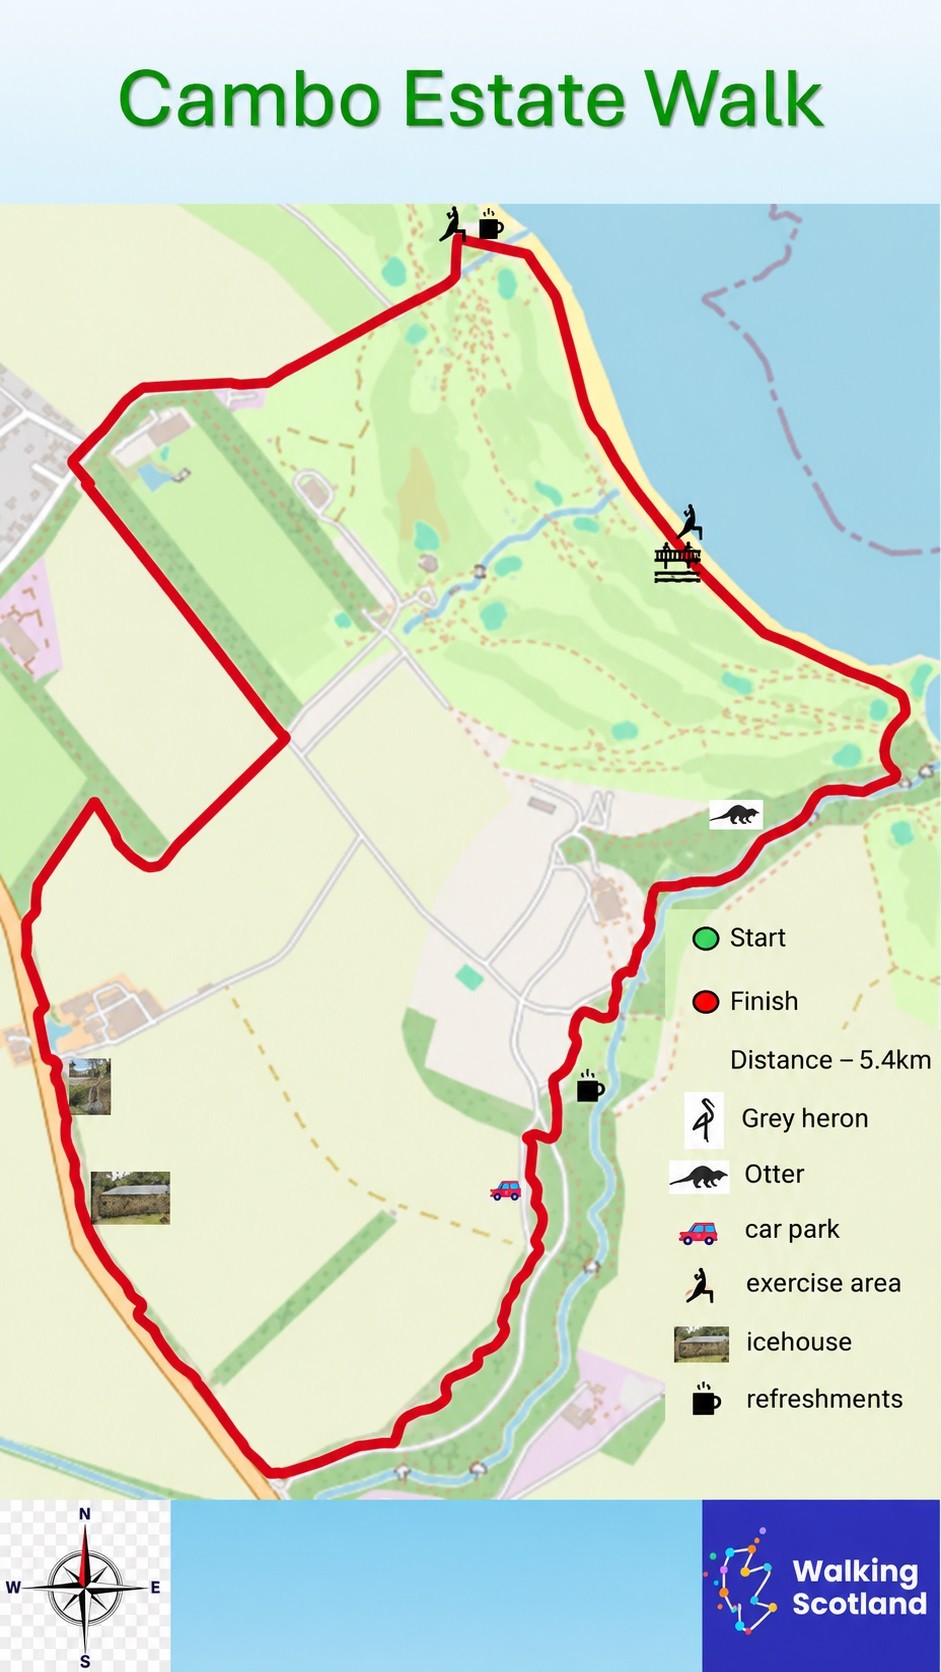 Cambo Estate Walk
Start
Finish
Distance – 5.4km
Grey heron
Otter
car park
exercise area
icehouse
refreshments
N
W
E
S
Walking
Scotland